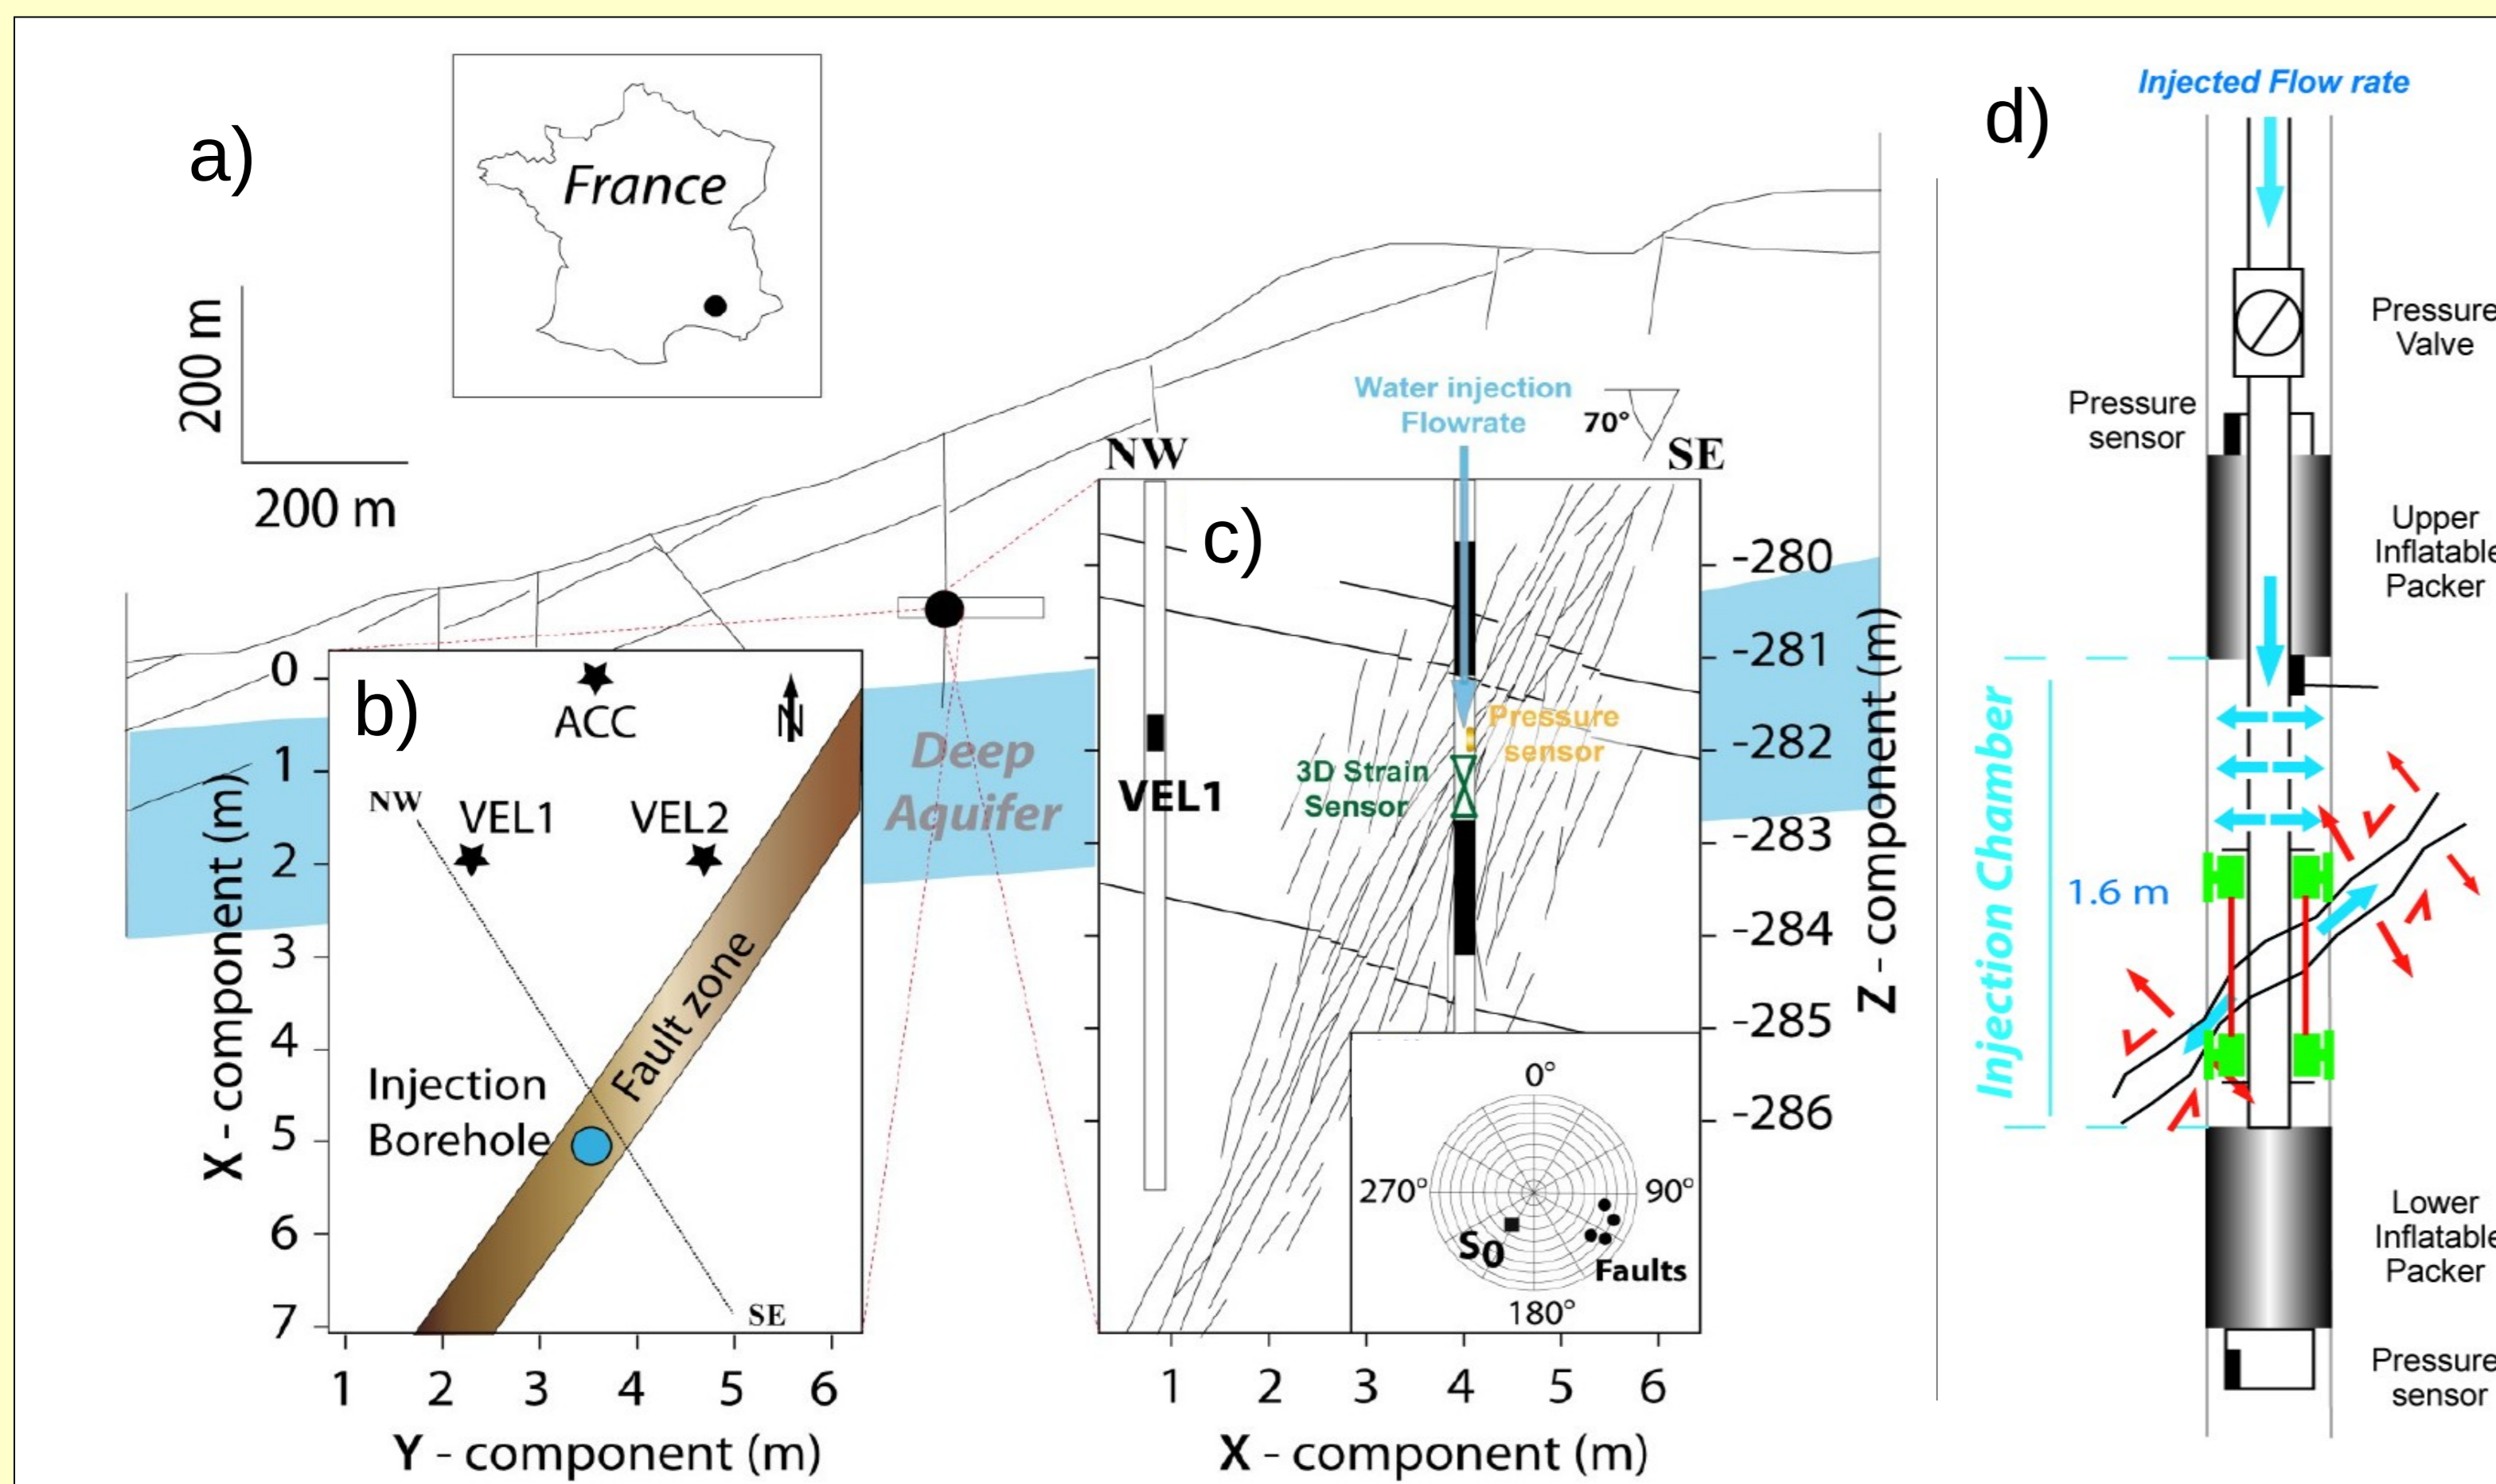 a)
France
200 m
200 m
Deep
Aquifer
b)
ACC
N
NW
VEL1
VEL2
Fault zone
Injection
Borehole
SE
0
1
2
3
4
5
6
7
X - component (m)
1 2 3 4 5 6
Y - component (m)
Water injection
Flowrate
70°
NW
SE
c)
Pressure
sensor
3D Strain
Sensor
VEL1
-280
-281
-282
-283
-284
-285
-286
Z - component (m)
0°
270°
90°
S0
Faults
180°
1 2 3 4 5 6
X - component (m)
d)
Injected Flow rate
Pressure
Valve
Pressure
sensor
Upper
Inflatable
Packer
Injection Chamber
1.6 m
Lower
Inflatable
Packer
Pressure
sensor